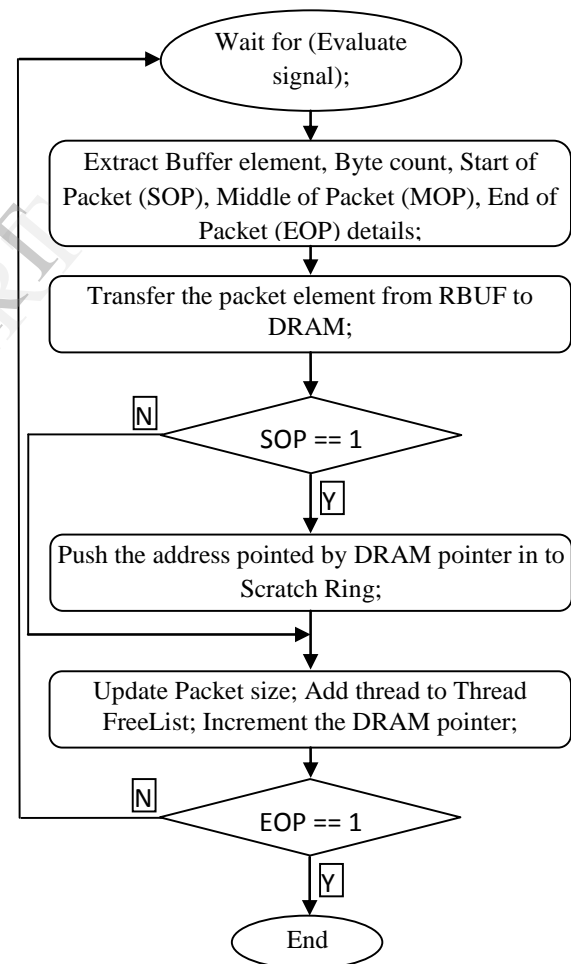 Wait for (Evaluate
signal);
Extract Buffer element, Byte count, Start of
Packet (SOP), Middle of Packet (MOP), End of
Packet (EOP) details;
Transfer the packet element from RBUF to
DRAM;
N
SOP == 1
Y
Push the address pointed by DRAM pointer in to
Scratch Ring;
Update Packet size; Add thread to Thread
FreeList; Increment the DRAM pointer;
N
EOP == 1
Y
End